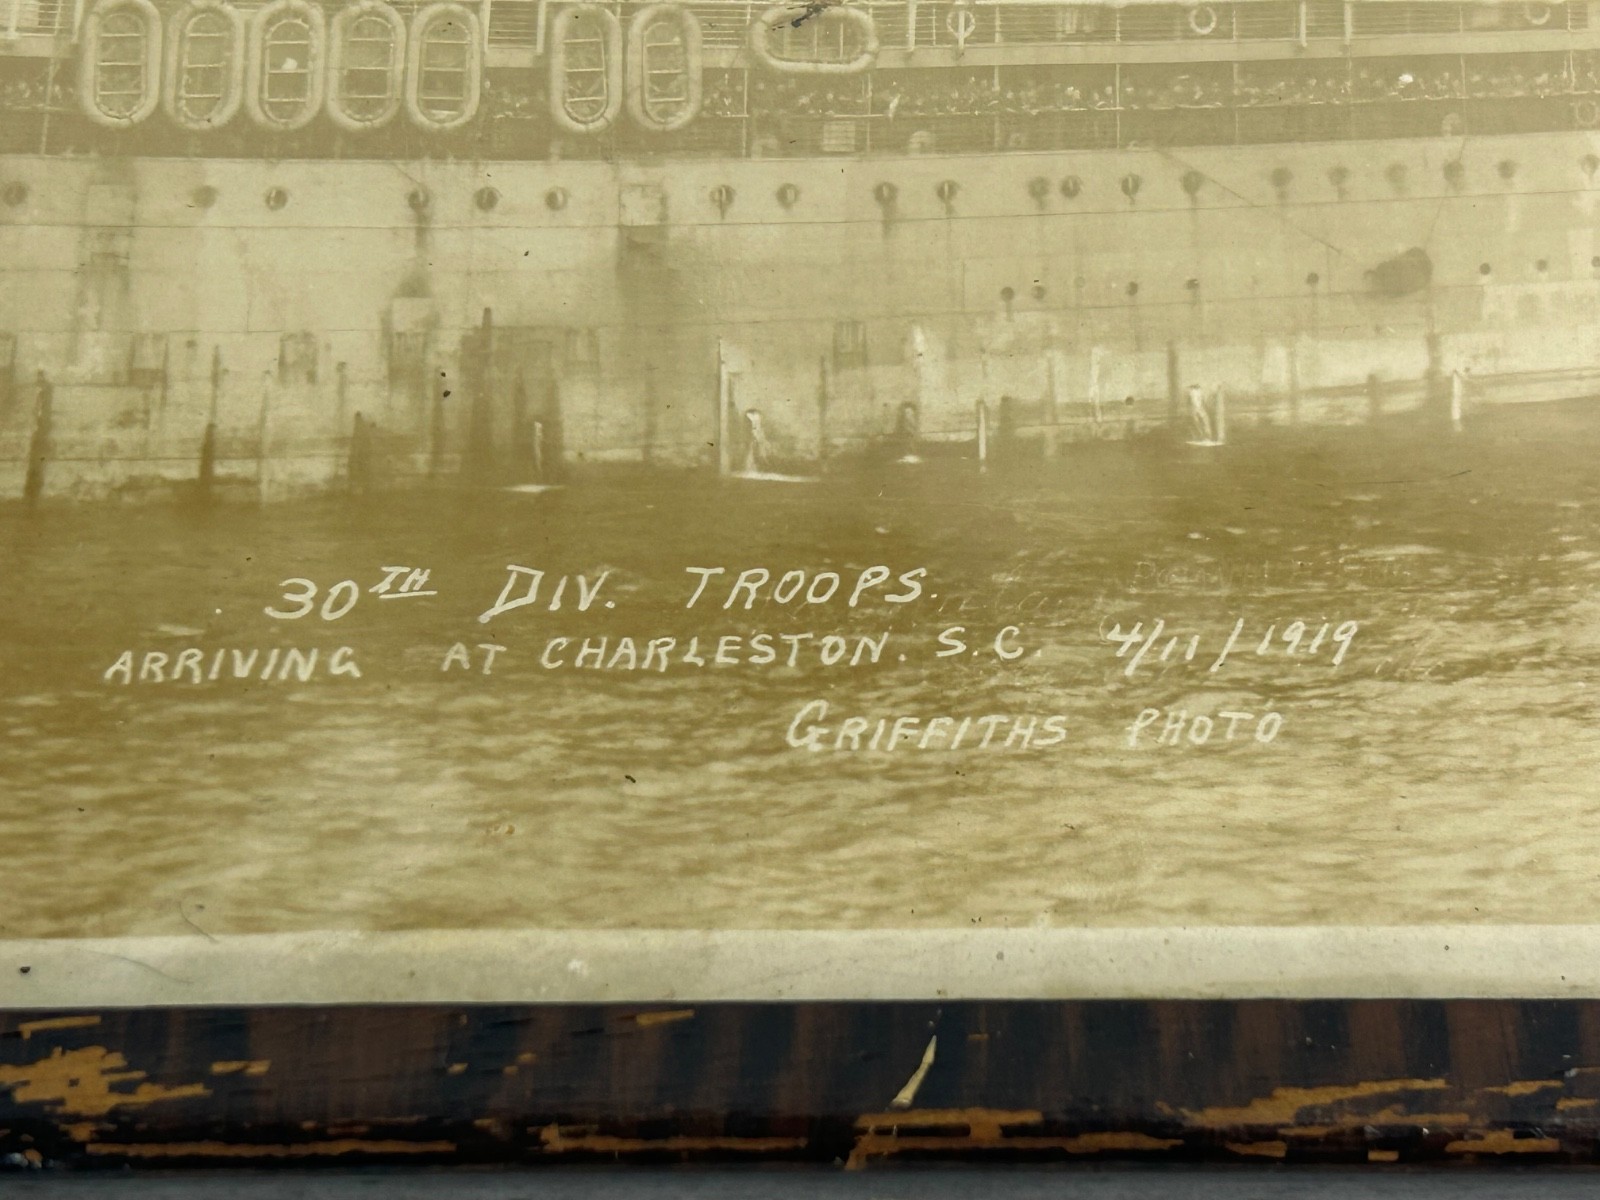 30TH DIV. TROOPS.
ARRIVING AT CHARLESTON. S.C. 4/11/1919
GRIFFITHS PHOTO